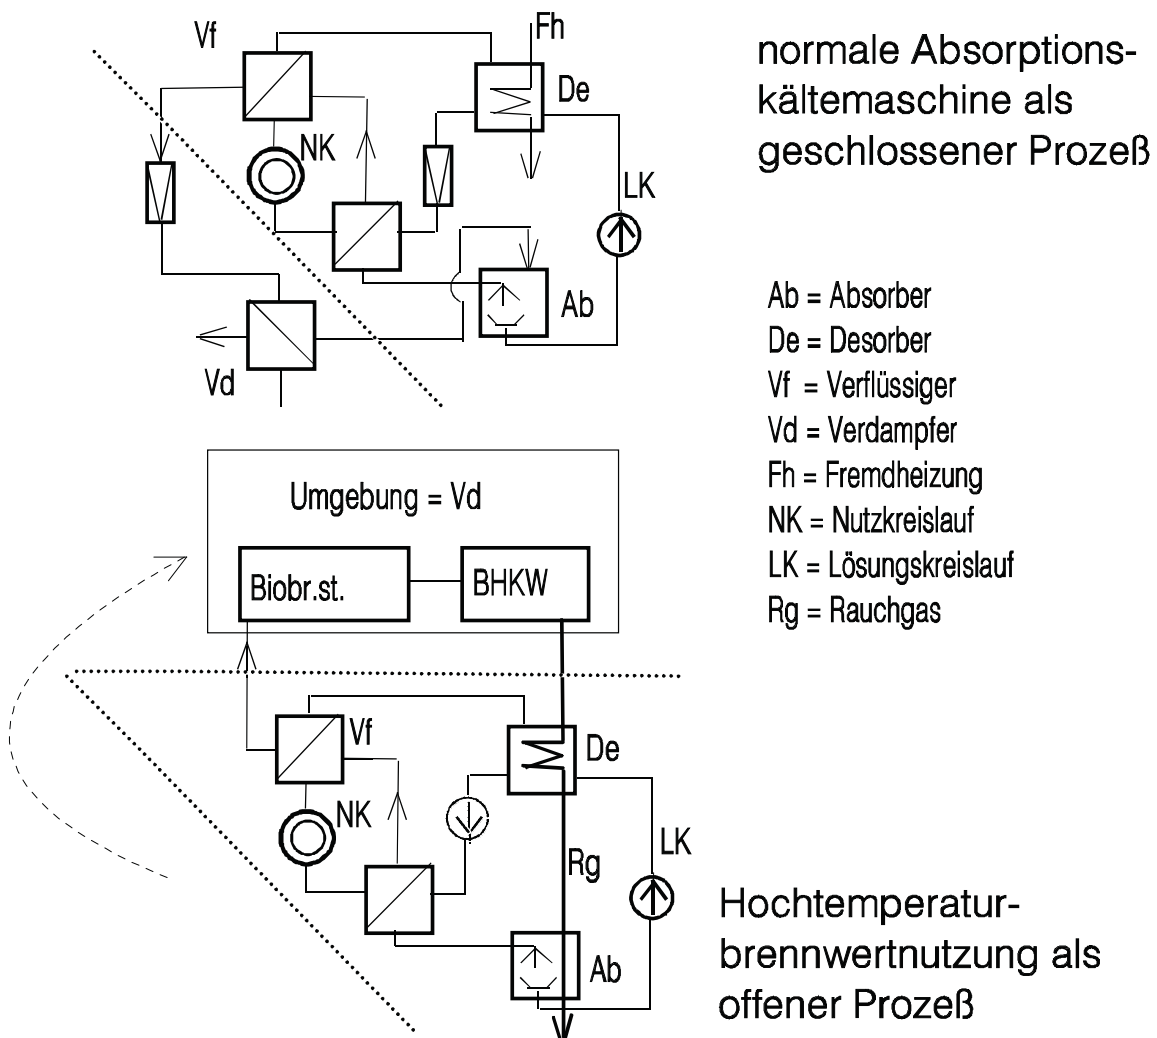 Vf
Fh
De
NK
LK
Ab
Vd
normale Absorptions-
kältemaschine als
geschlossener Prozeß
Ab = Absorber
De = Desorber
Vf = Verflüssiger
Vd = Verdampfer
Fh = Fremdheizung
NK = Nutzkreislauf
LK = Lösungskreislauf
Rg = Rauchgas
Umgebung = Vd
Biobr.st.
BHKW
Vf
De
NK
Rg
LK
Ab
Hochtemperatur-
brennwertnutzung als
offener Prozeß